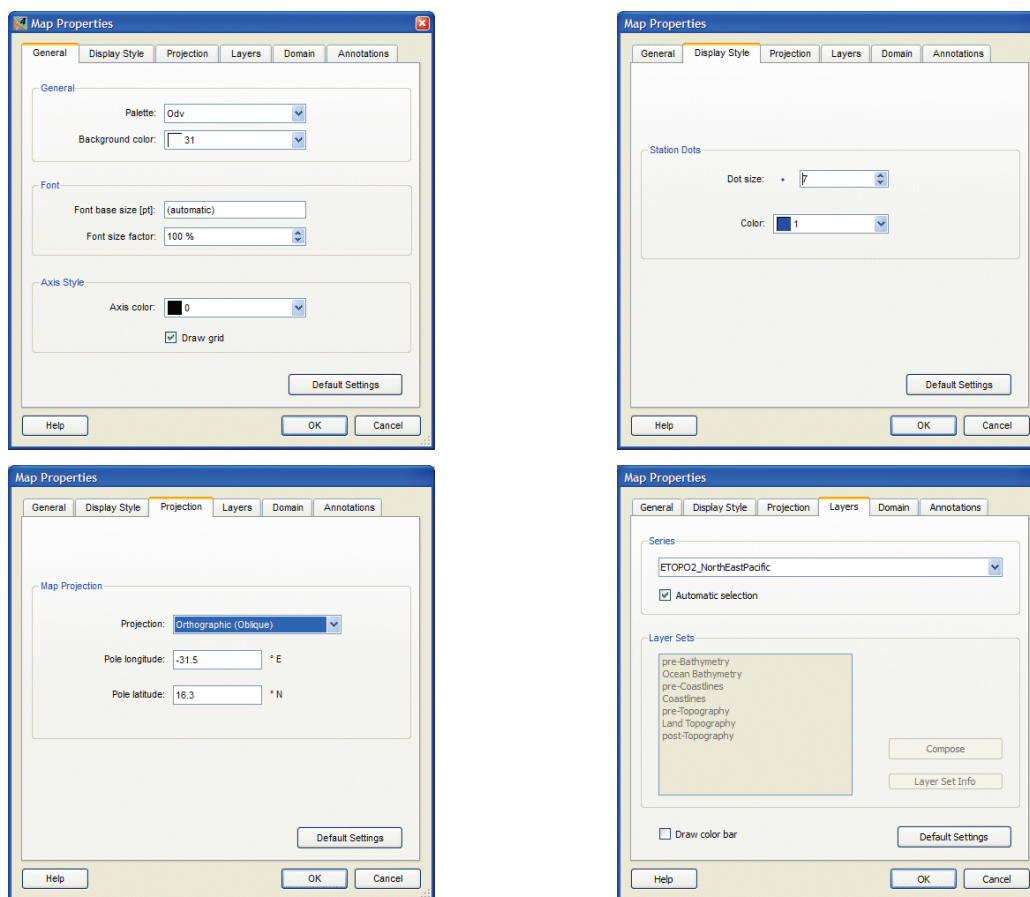 Map Properties
General Display Style Projection Layers Domain Annotations
General
Palette: Odv
Background color: 31
Font
Font base size [pt]: (automatic)
Font size factor: 100 %
Axis Style
Axis color: 0
Draw grid
Default Settings
Help OK Cancel
Map Properties
General Display Style Projection Layers Domain Annotations
Station Dots
Dot size: 7
Color: 1
Default Settings
Help OK Cancel
Map Properties
General Display Style Projection Layers Domain Annotations
Map Projection
Projection: Orthographic (Oblique)
Pole longitude: -31.5 ° E
Pole latitude: 16.3 ° N
Default Settings
Help OK Cancel
Map Properties
General Display Style Projection Layers Domain Annotations
Series
ETOPO2_NorthEastPacific
Automatic selection
Layer Sets
pre-Bathymetry
Ocean Bathymetry
pre-Coastlines
Coastlines
pre-Topography
Land Topography
post-Topography
Compose
Layer Set Info
Draw color bar Default Settings
Help OK Cancel